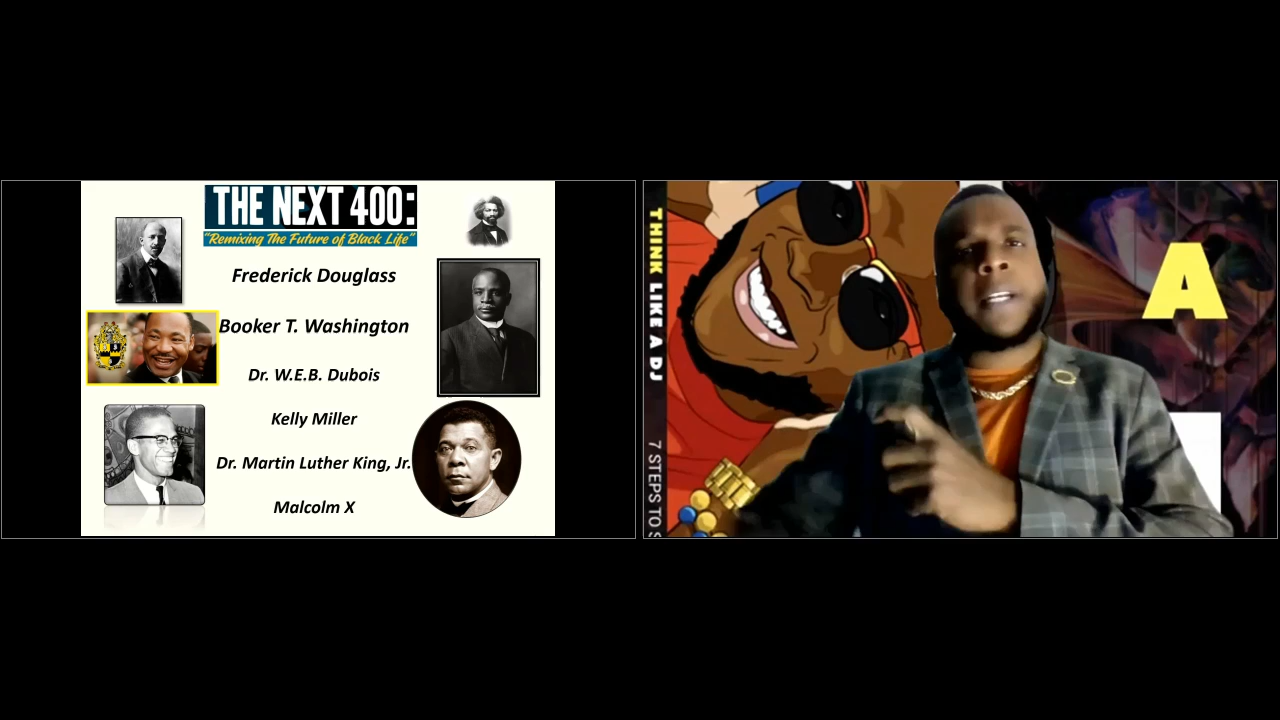 THE NEXT 400:
"Remixing The Future of Black Life"
Frederick Douglass
Booker T. Washington
Dr. W.E.B. Dubois
Kelly Miller
Dr. Martin Luther King, Jr.
Malcolm X
THINK LIKE A DJ
7 STEPS TO S
A